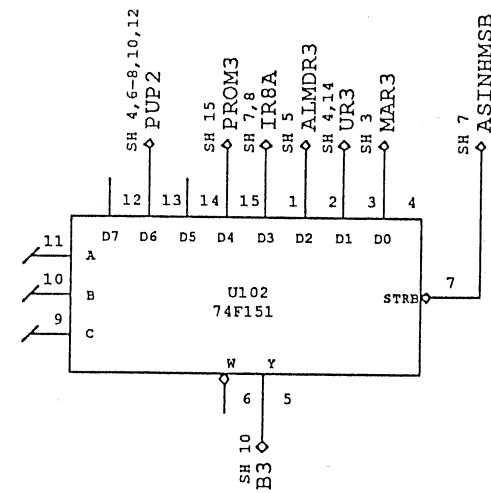 SH 4,6-8,10,12
PUP2
SH 15
PROM3
SH 7,8
IR8A
SH 5
ALMDR3
SH 4,14
UR3
SH 3
MAR3
SH 7
ASINHMSB
12 13 14 15 1 2 3 4
D7 D6 D5 D4 D3 D2 D1 D0
11 A
10 B
9 C
U102
74F151
STRB 7
W Y
6 5
SH 10
B3